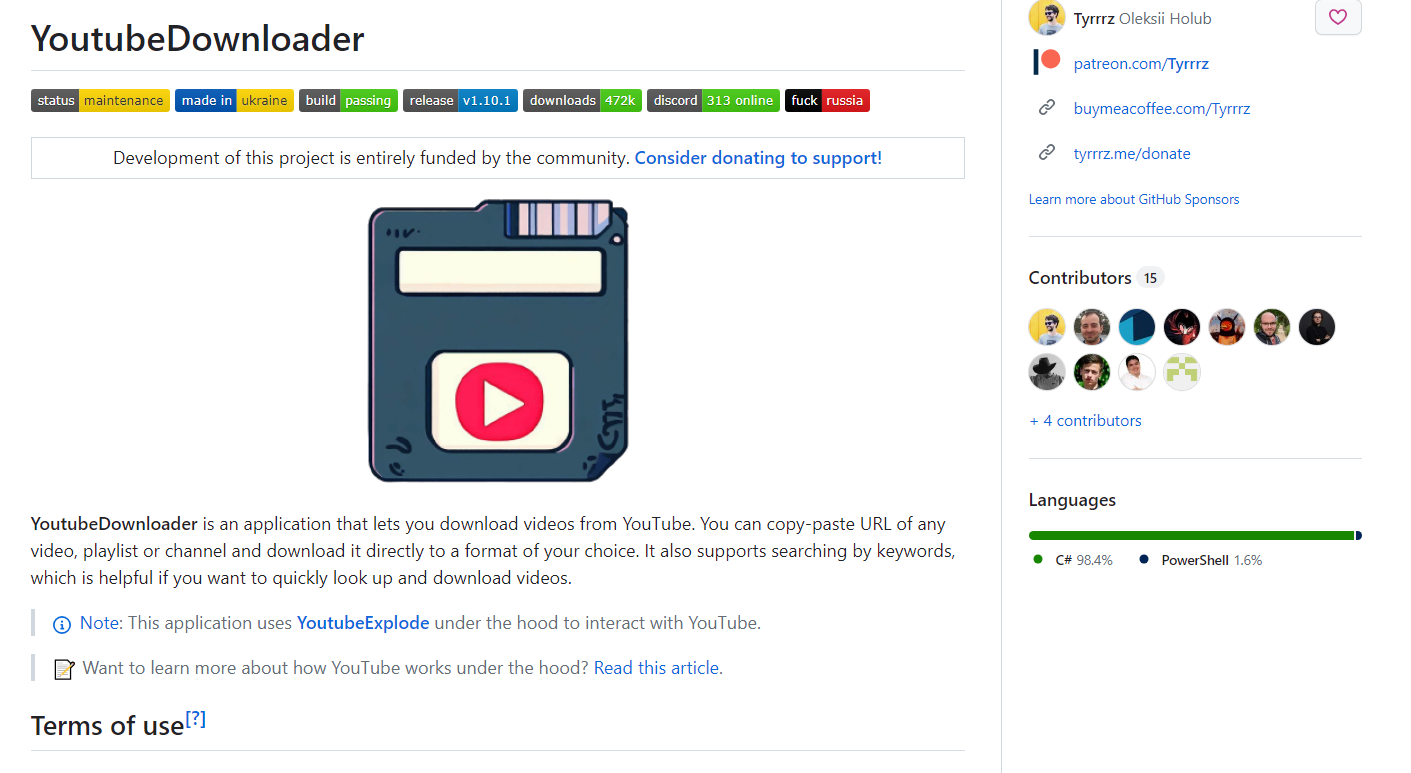 YoutubeDownloader
status maintenance made in ukraine build passing release v1.10.1 downloads 472k discord 313 online fuck russia
Development of this project is entirely funded by the community. Consider donating to support!
YoutubeDownloader is an application that lets you download videos from YouTube. You can copy-paste URL of any
video, playlist or channel and download it directly to a format of your choice. It also supports searching by keywords,
which is helpful if you want to quickly look up and download videos.
Note: This application uses YoutubeExplode under the hood to interact with YouTube.
Want to learn more about how YouTube works under the hood? Read this article.
Terms of use[?]
Tyrrrz Oleksii Holub
patreon.com/Tyrrrz
buymeacoffee.com/Tyrrrz
tyrrrz.me/donate
Learn more about GitHub Sponsors
Contributors 15
+ 4 contributors
Languages
C# 98.4% PowerShell 1.6%